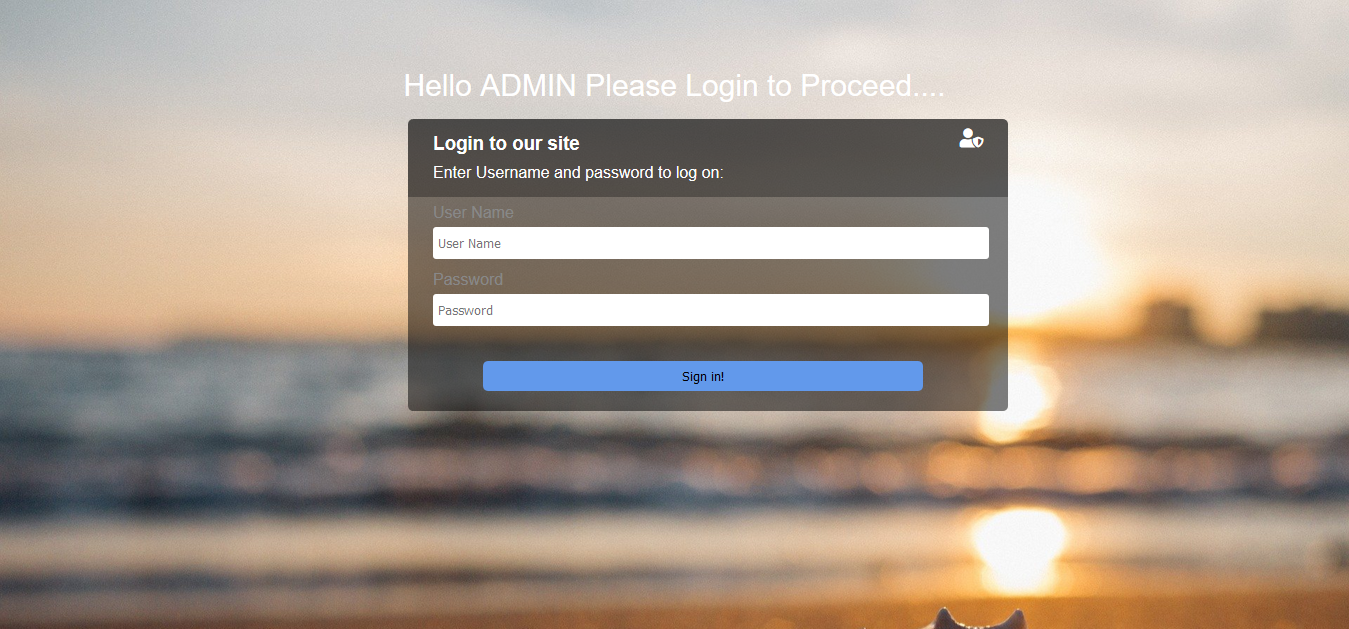 Hello ADMIN Please Login to Proceed....
Login to our site
Enter Username and password to log on:
User Name
User Name
Password
Password
Sign in!